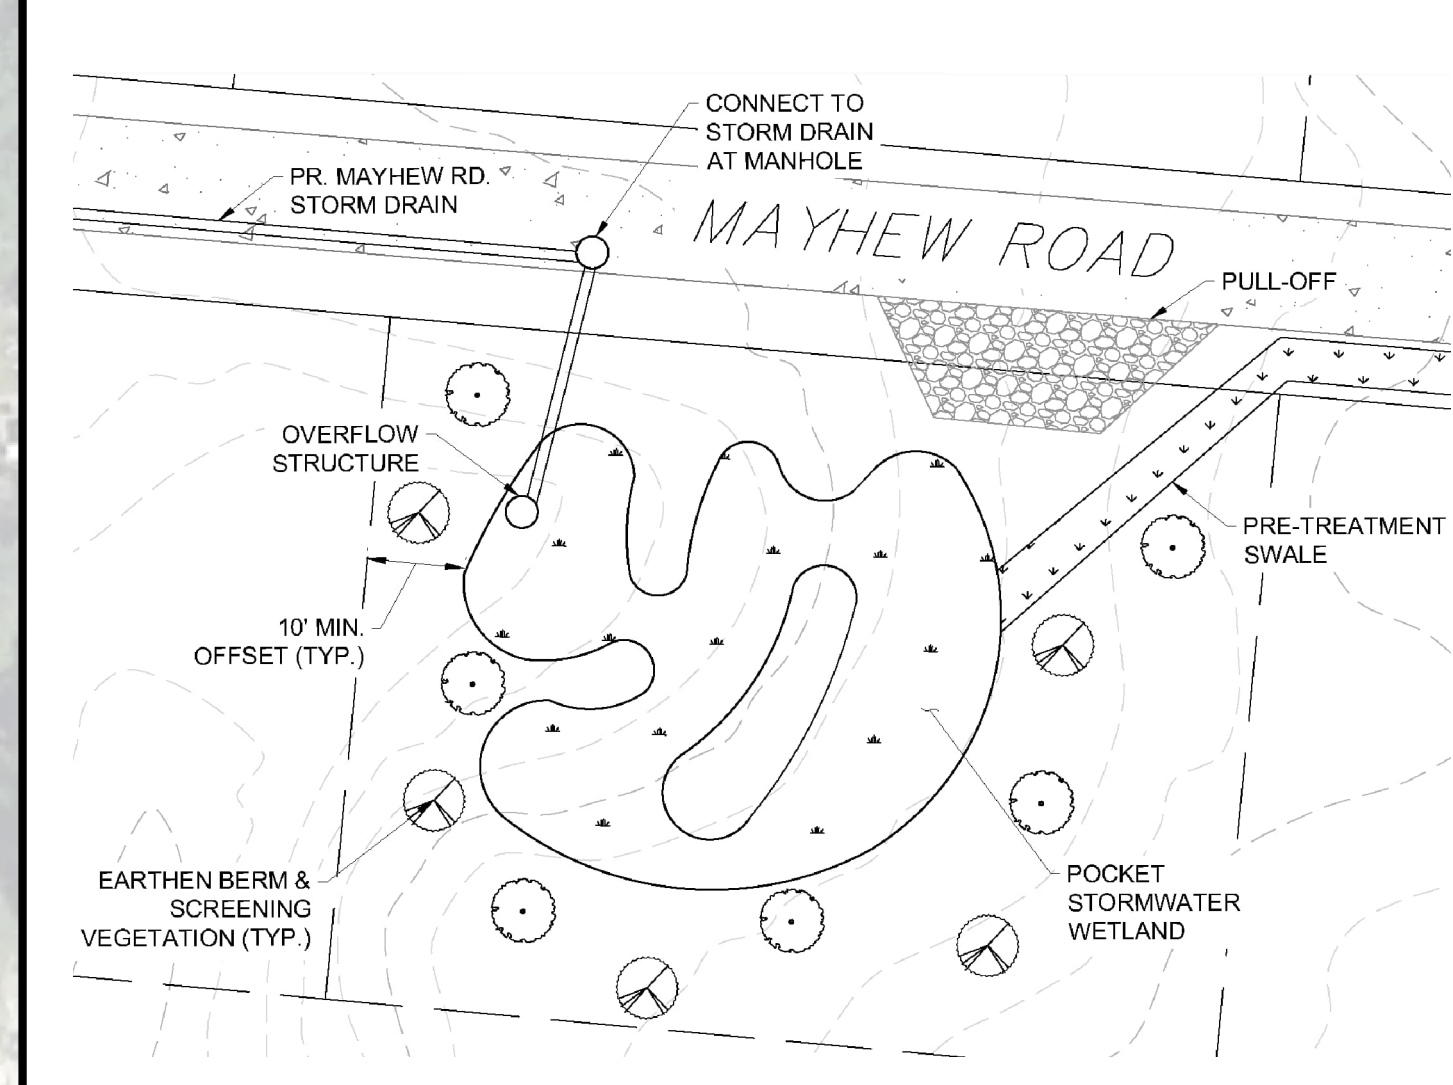 CONNECT TO
STORM DRAIN
AT MANHOLE
PR. MAYHEW RD.
STORM DRAIN
MAYHEW ROAD
PULL-OFF
OVERFLOW
STRUCTURE
PRE-TREATMENT
SWALE
10' MIN.
OFFSET (TYP.)
EARTHEN BERM &
SCREENING
VEGETATION (TYP.)
POCKET
STORMWATER
WETLAND